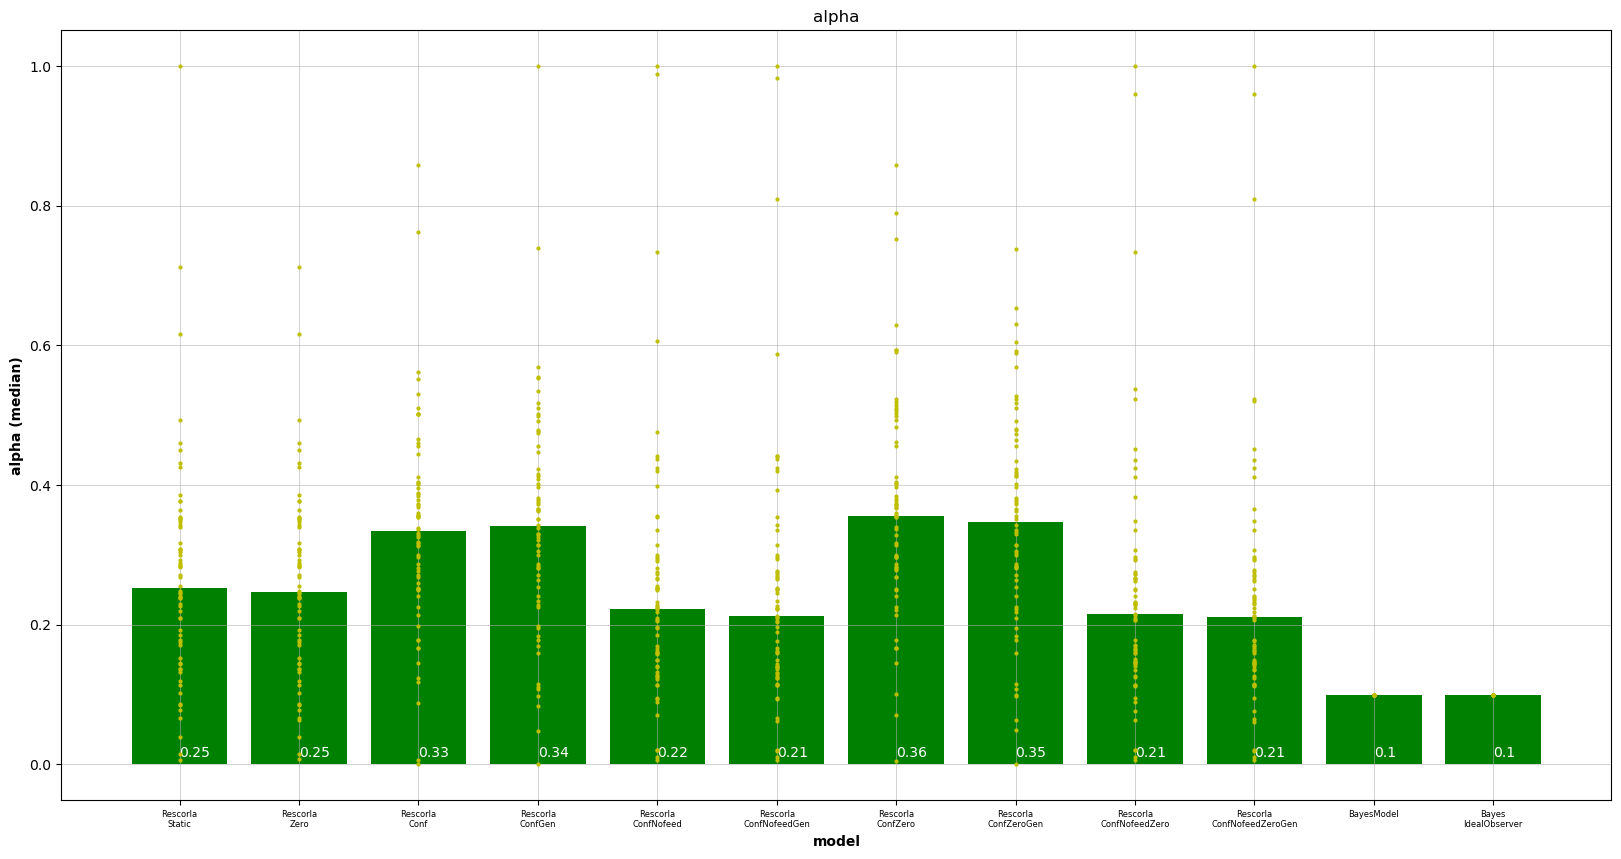 alpha
alpha (median)
1.0
0.8
0.6
0.4
0.2
0.0
0.25
0.25
0.33
0.34
0.22
0.21
0.36
0.35
0.21
0.21
0.1
0.1
Rescorla
Static
Rescorla
Zero
Rescorla
Conf
Rescorla
ConfGen
Rescorla
ConfNofeed
Rescorla
ConfNofeedGen
Rescorla
ConfZero
Rescorla
ConfZeroGen
Rescorla
ConfNofeedZero
Rescorla
ConfNofeedZeroGen
BayesModel
Bayes
IdealObserver
model